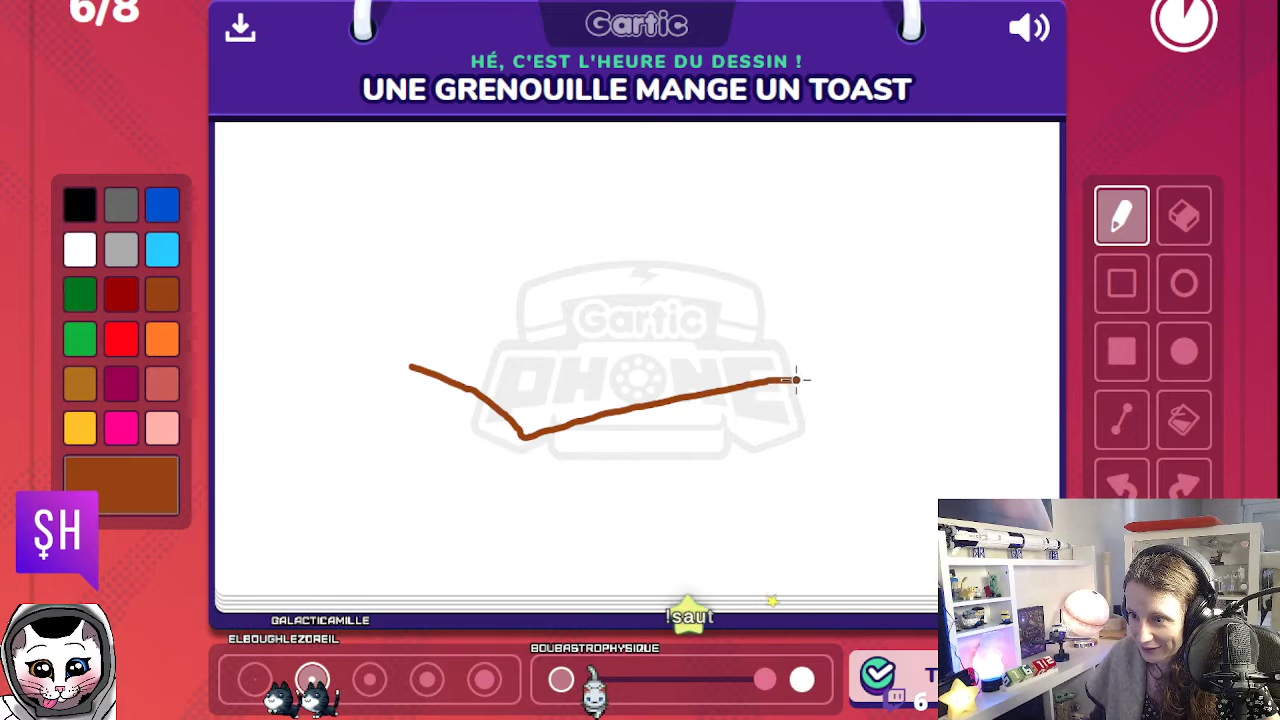 6/8
Gartic
HÉ, C'EST L'HEURE DU DESSIN !
UNE GRENOUILLE MANGE UN TOAST
Gartic
PHONE
SH
!saut
GALACTICAMILLE
ELBOUGHLEZOREIL
BOUBASTROPHYSIQUE
T
6